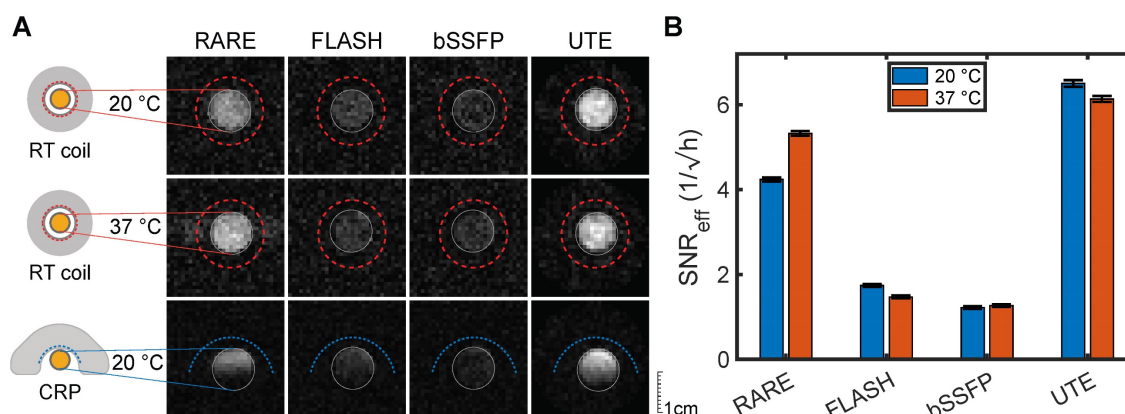 A
RARE FLASH bSSFP UTE
20 °C
RT coil
37 °C
RT coil
20 °C
CRP
1cm
B
SNReff (1/√h)
6
4
2
0
20 °C
37 °C
RARE FLASH bSSFP UTE